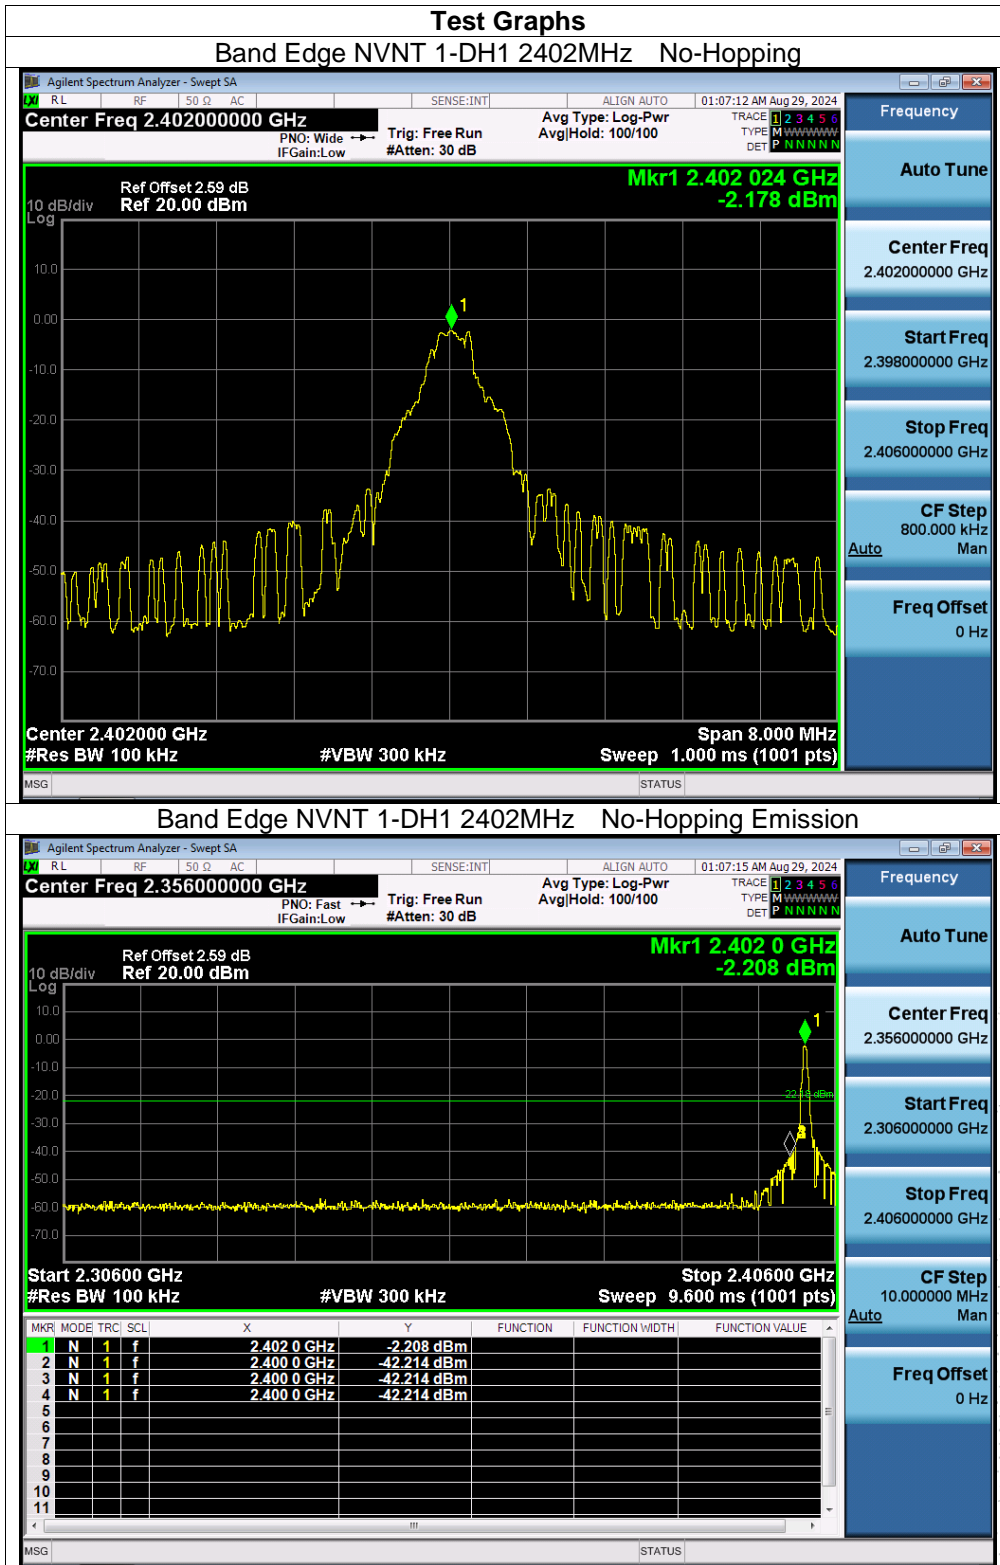 Test Graphs
Band Edge NVNT 1-DH1 2402MHz No-Hopping
Agilent Spectrum Analyzer - Swept SA
LXI RL RF 50 Ω AC SENSE:INT ALIGN AUTO 01:07:12 AM Aug 29, 2024
Center Freq 2.402000000 GHz
PNO: Wide
IFGain:Low
Trig: Free Run
#Atten: 30 dB
Avg Type: Log-Pwr
Avg|Hold: 100/100
TRACE 1 2 3 4 5 6
TYPE M
DET P N N N N N
Ref Offset 2.59 dB
10 dB/div Ref 20.00 dBm
Log
Mkr1 2.402 024 GHz
-2.178 dBm
10.0
0.00
-10.0
-20.0
-30.0
-40.0
-50.0
-60.0
-70.0
1
Center 2.402000 GHz Span 8.000 MHz
#Res BW 100 kHz #VBW 300 kHz Sweep 1.000 ms (1001 pts)
MSG STATUS
Frequency
Auto Tune
Center Freq
2.402000000 GHz
Start Freq
2.398000000 GHz
Stop Freq
2.406000000 GHz
CF Step
800.000 kHz
Auto Man
Freq Offset
0 Hz
Band Edge NVNT 1-DH1 2402MHz No-Hopping Emission
Agilent Spectrum Analyzer - Swept SA
LXI RL RF 50 Ω AC SENSE:INT ALIGN AUTO 01:07:15 AM Aug 29, 2024
Center Freq 2.356000000 GHz
PNO: Fast
IFGain:Low
Trig: Free Run
#Atten: 30 dB
Avg Type: Log-Pwr
Avg|Hold: 100/100
TRACE 1 2 3 4 5 6
TYPE M
DET P N N N N N
Ref Offset 2.59 dB
10 dB/div Ref 20.00 dBm
Log
Mkr1 2.402 0 GHz
-2.208 dBm
10.0
0.00
-10.0
-20.0
-30.0
-40.0
-50.0
-60.0
-70.0
1
Start 2.30600 GHz Stop 2.40600 GHz
#Res BW 100 kHz #VBW 300 kHz Sweep 9.600 ms (1001 pts)
MKR MODE TRC SCL X Y FUNCTION FUNCTION WIDTH FUNCTION VALUE
1 N 1 f 2.402 0 GHz -2.208 dBm
2 N 1 f 2.400 0 GHz -42.214 dBm
3 N 1 f 2.400 0 GHz -42.214 dBm
4 N 1 f 2.400 0 GHz -42.214 dBm
5
6
7
8
9
10
11
MSG STATUS
Frequency
Auto Tune
Center Freq
2.356000000 GHz
Start Freq
2.306000000 GHz
Stop Freq
2.406000000 GHz
CF Step
10.000000 MHz
Auto Man
Freq Offset
0 Hz